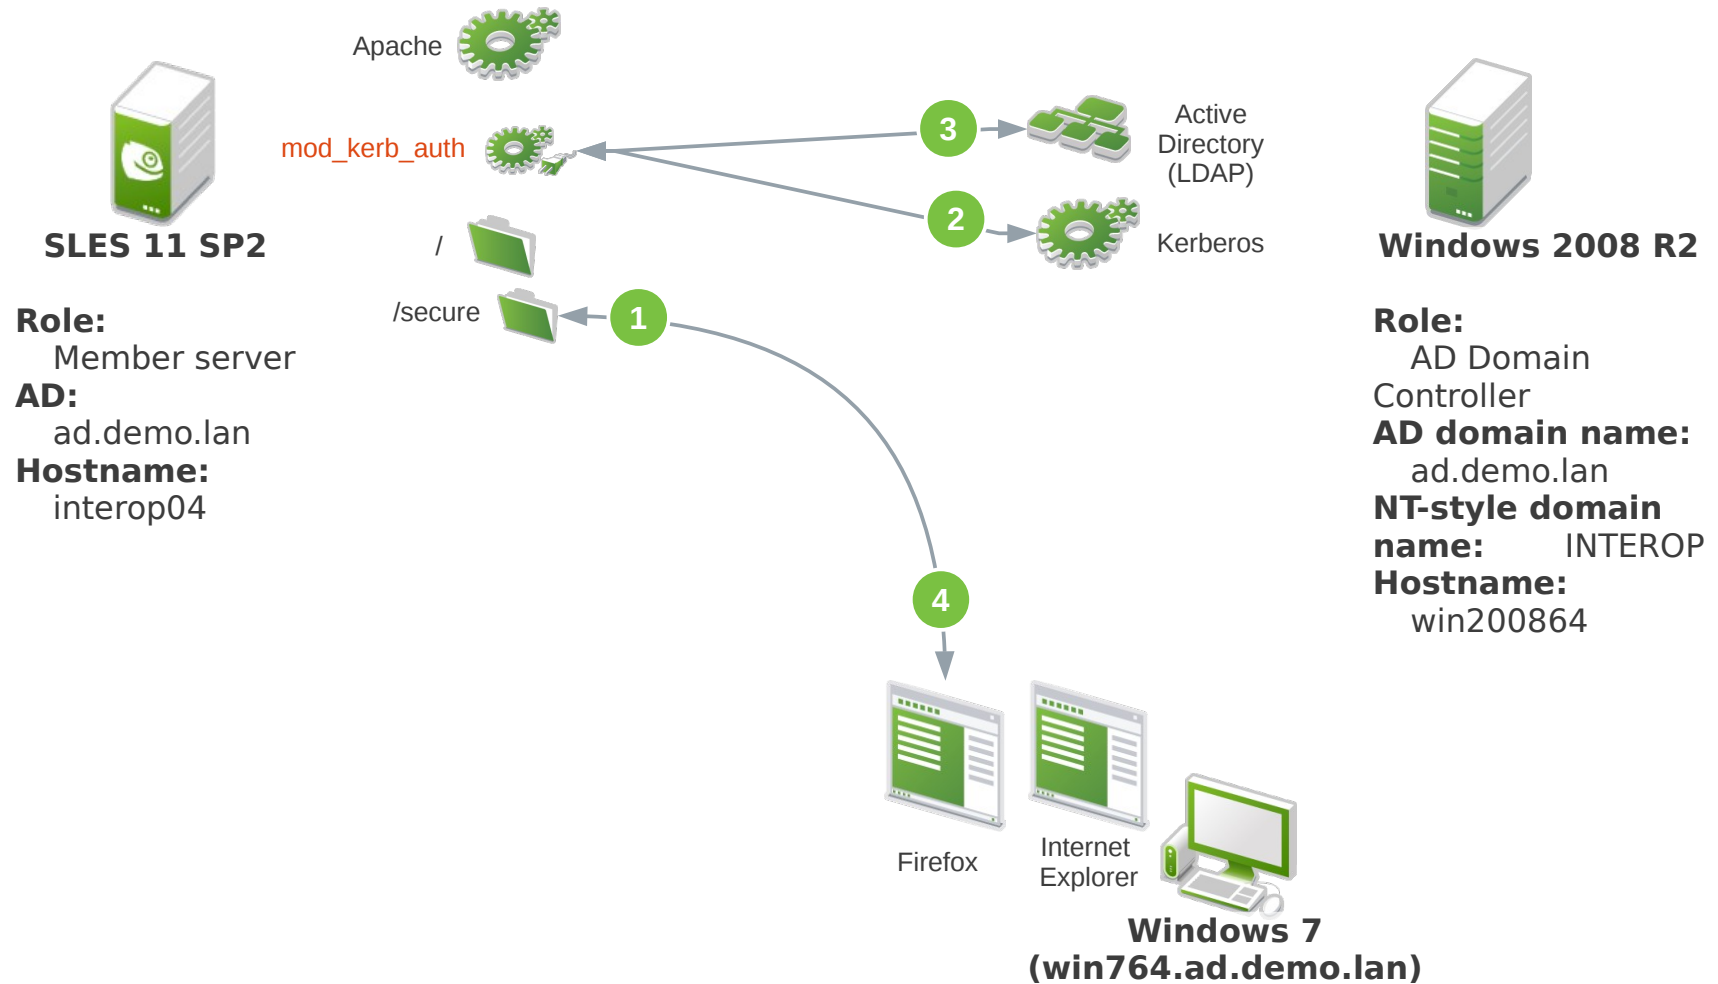 Apache
mod_kerb_auth
/
/secure
SLES 11 SP2
Role:
Member server
AD:
ad.demo.lan
Hostname:
interop04
3
2
1
4
Active
Directory
(LDAP)
Kerberos
Windows 2008 R2
Role:
AD Domain
Controller
AD domain name:
ad.demo.lan
NT-style domain
name: INTEROP
Hostname:
win200864
Firefox
Internet
Explorer
Windows 7
(win764.ad.demo.lan)